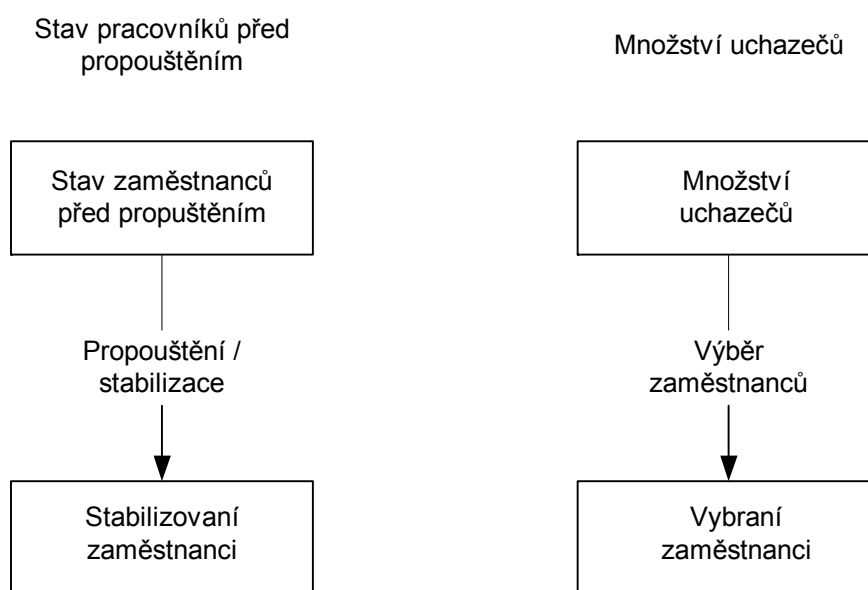 Stav pracovníků před
propouštěním
Množství uchazečů
Stav zaměstnanců
před propuštěním
Množství
uchazečů
Propouštění /
stabilizace
Výběr
zaměstnanců
Stabilizovaní
zaměstnanci
Vybraní
zaměstnanci